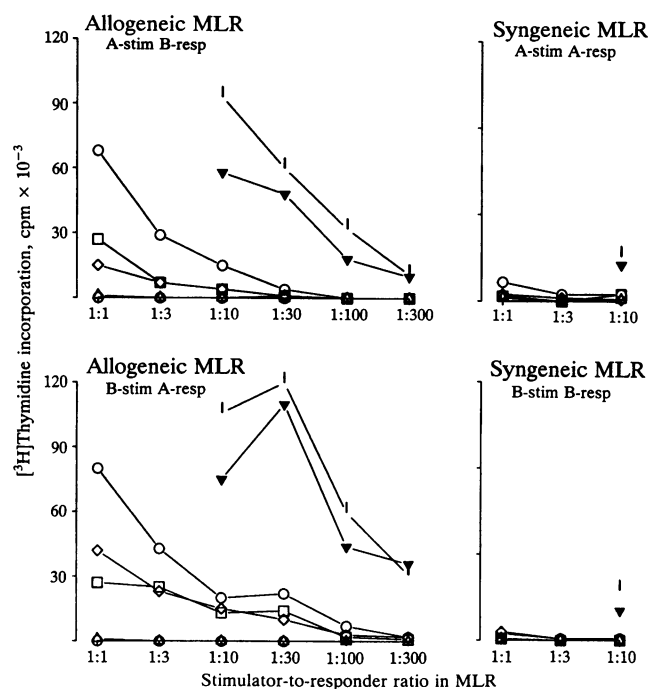 Allogeneic MLR
A-stim B-resp
120
90
60
30
1:1 1:3 1:10 1:30 1:100 1:300
Syngeneic MLR
A-stim A-resp
1:1 1:3 1:10
[³H]Thymidine incorporation, cpm × 10⁻³
Allogeneic MLR
B-stim A-resp
120
90
60
30
1:1 1:3 1:10 1:30 1:100 1:300
Syngeneic MLR
B-stim B-resp
1:1 1:3 1:10
Stimulator-to-responder ratio in MLR